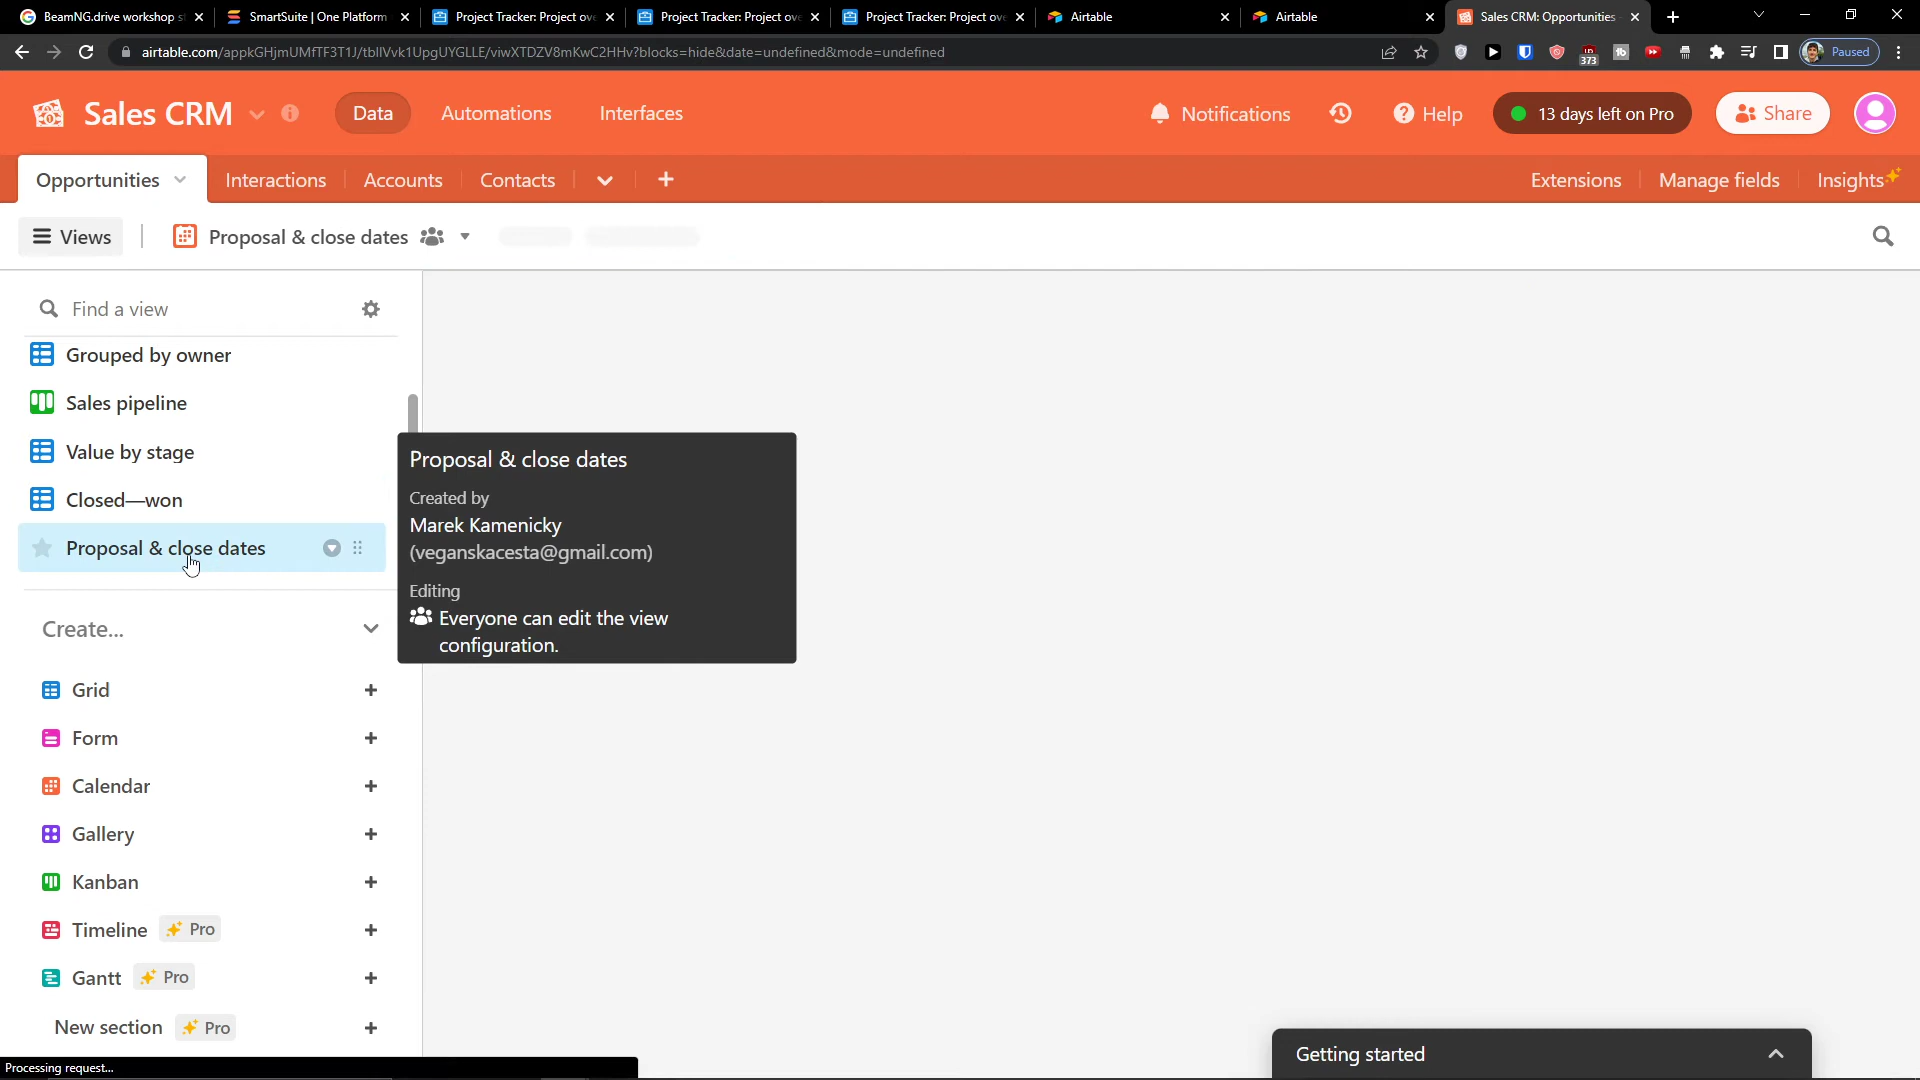 BeamNG.drive workshop s
SmartSuite | One Platform
Project Tracker: Project ove
Project Tracker: Project ove
Project Tracker: Project ove
Airtable
Airtable
Sales CRM: Opportunities
airtable.com/appkGHjmUMfTF3T1J/tblIVvk1UpgUYGLLE/viwXTDZV8mKwC2HHv?blocks=hide&date=undefined&mode=undefined
373
Paused
Sales CRM
Data
Automations
Interfaces
Notifications
Help
13 days left on Pro
Share
Opportunities
Interactions
Accounts
Contacts
Extensions
Manage fields
Insights
Views
Proposal & close dates
Find a view
Grouped by owner
Sales pipeline
Value by stage
Closed—won
Proposal & close dates
Proposal & close dates
Created by
Marek Kamenicky
(veganskacesta@gmail.com)
Editing
Everyone can edit the view
configuration.
Create...
Grid
Form
Calendar
Gallery
Kanban
Timeline Pro
Gantt Pro
New section Pro
Getting started
Processing request...